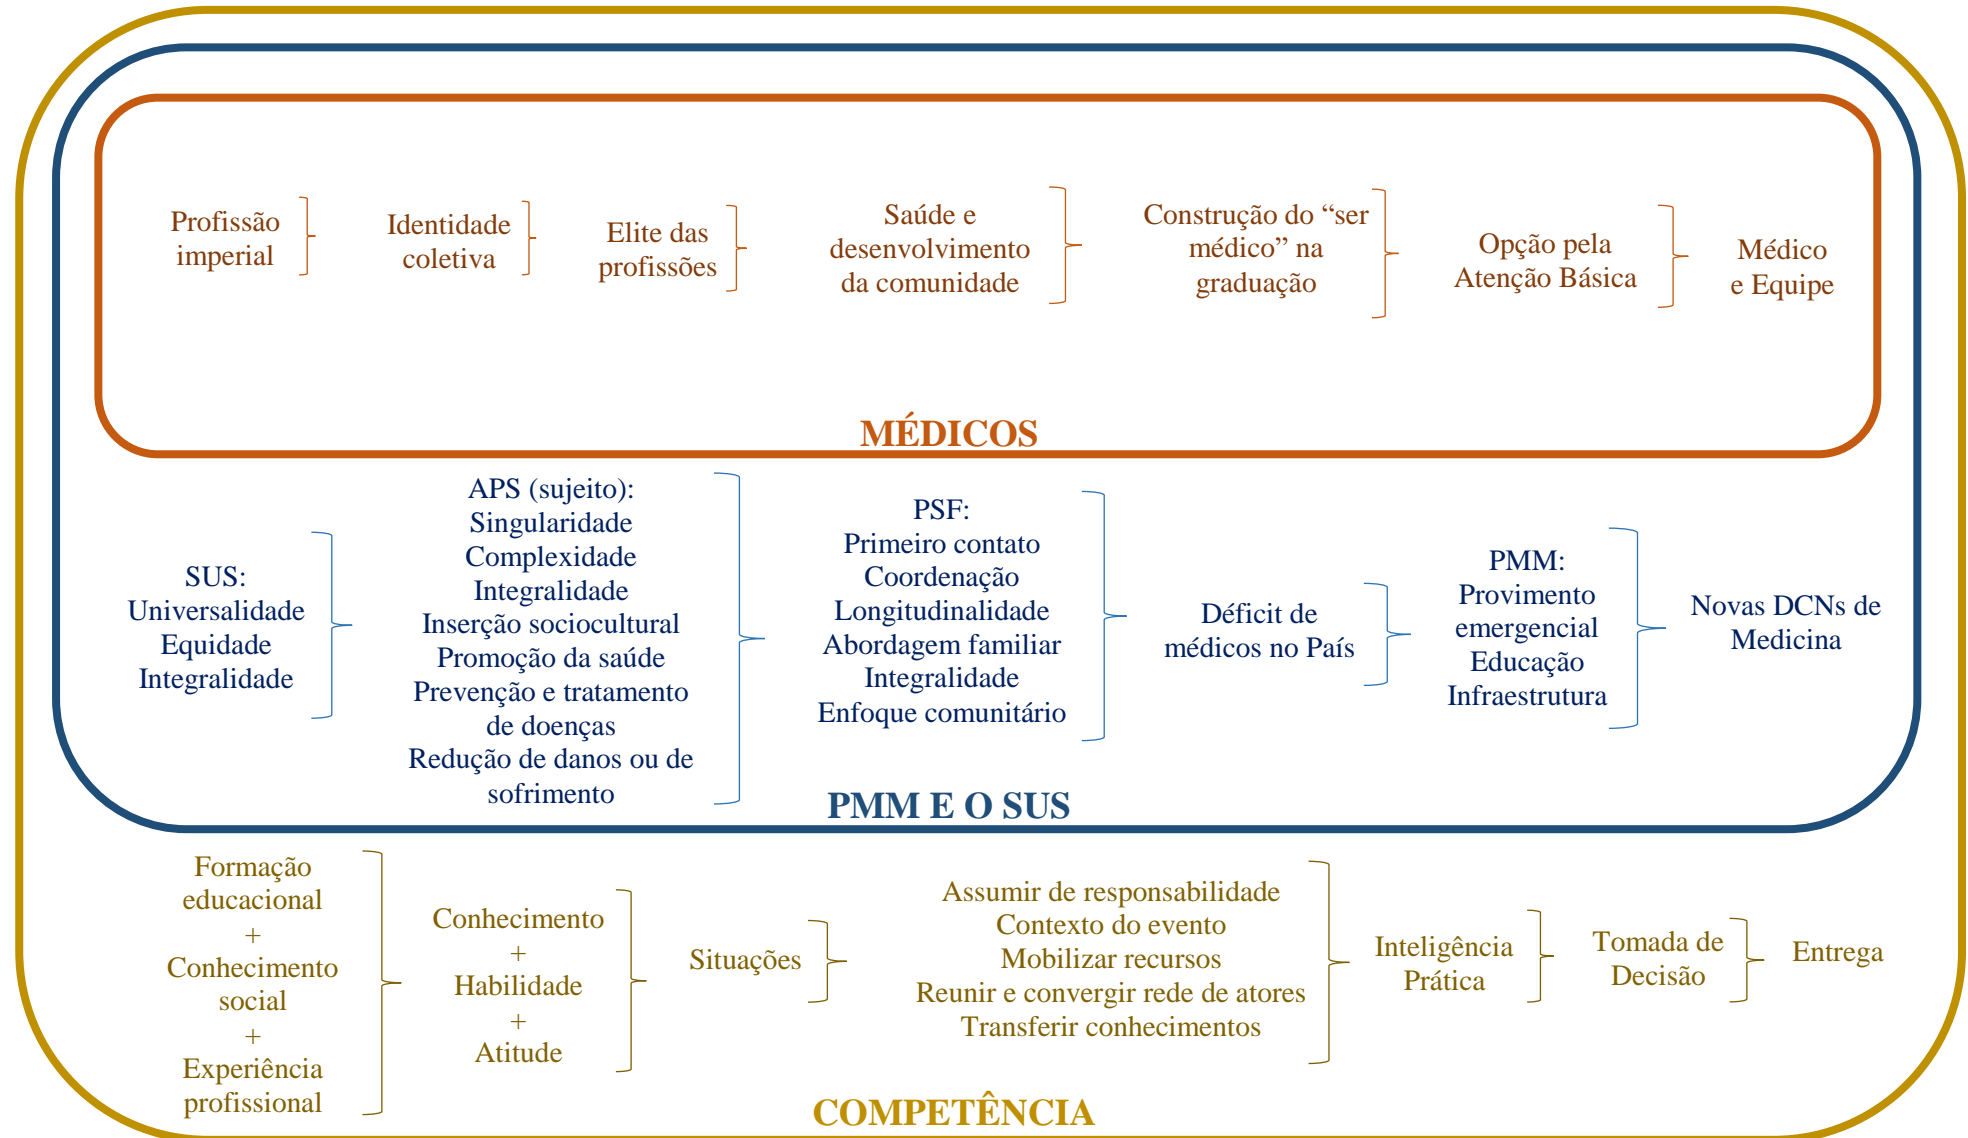 Profissão
imperial
Identidade
coletiva
Elite das
profissões
Saúde e
desenvolvimento
da comunidade
Construção do “ser
médico” na
graduação
Opção pela
Atenção Básica
Médico
e Equipe
MÉDICOS
SUS:
Universalidade
Equidade
Integralidade
APS (sujeito):
Singularidade
Complexidade
Integralidade
Inserção sociocultural
Promoção da saúde
Prevenção e tratamento
de doenças
Redução de danos ou de
sofrimento
PSF:
Primeiro contato
Coordenação
Longitudinalidade
Abordagem familiar
Integralidade
Enfoque comunitário
Déficit de
médicos no País
PMM:
Provimento
emergencial
Educação
Infraestrutura
Novas DCNs de
Medicina
PMM E O SUS
Formação
educacional
+
Conhecimento
social
+
Experiência
profissional
Conhecimento
+
Habilidade
+
Atitude
Situações
Assumir de responsabilidade
Contexto do evento
Mobilizar recursos
Reunir e convergir rede de atores
Transferir conhecimentos
Inteligência
Prática
Tomada de
Decisão
Entrega
COMPETÊNCIA